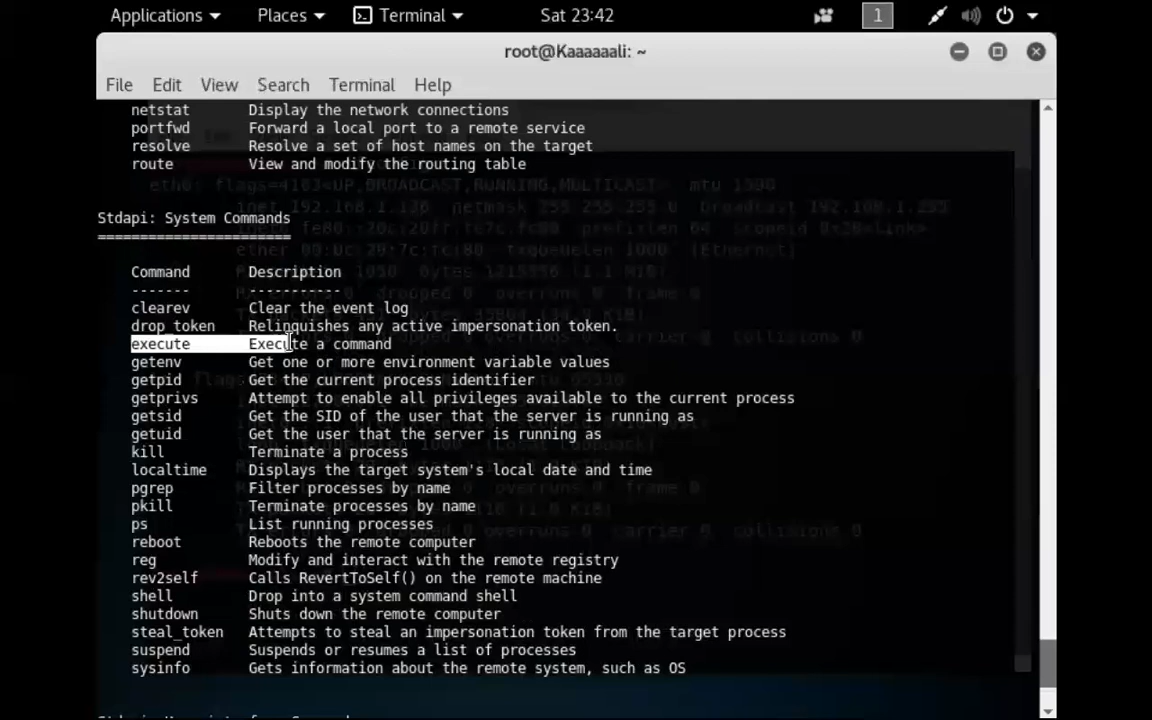 Applications Places Terminal Sat 23:42 1
root@Kaaaaaali: ~
File Edit View Search Terminal Help
netstat Display the network connections
portfwd Forward a local port to a remote service
resolve Resolve a set of host names on the target
route View and modify the routing table
Stdapi: System Commands
=======================
Command Description
------- -----------
clearev Clear the event log
drop_token Relinquishes any active impersonation token.
execute Execute a command
getenv Get one or more environment variable values
getpid Get the current process identifier
getprivs Attempt to enable all privileges available to the current process
getsid Get the SID of the user that the server is running as
getuid Get the user that the server is running as
kill Terminate a process
localtime Displays the target system's local date and time
pgrep Filter processes by name
pkill Terminate processes by name
ps List running processes
reboot Reboots the remote computer
reg Modify and interact with the remote registry
rev2self Calls RevertToSelf() on the remote machine
shell Drop into a system command shell
shutdown Shuts down the remote computer
steal_token Attempts to steal an impersonation token from the target process
suspend Suspends or resumes a list of processes
sysinfo Gets information about the remote system, such as OS